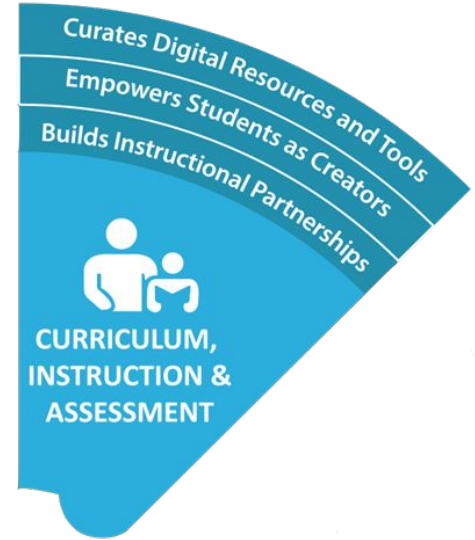 Curates Digital Resources and Tools
Empowers Students as Creators
Builds Instructional Partnerships
CURRICULUM,
INSTRUCTION &
ASSESSMENT